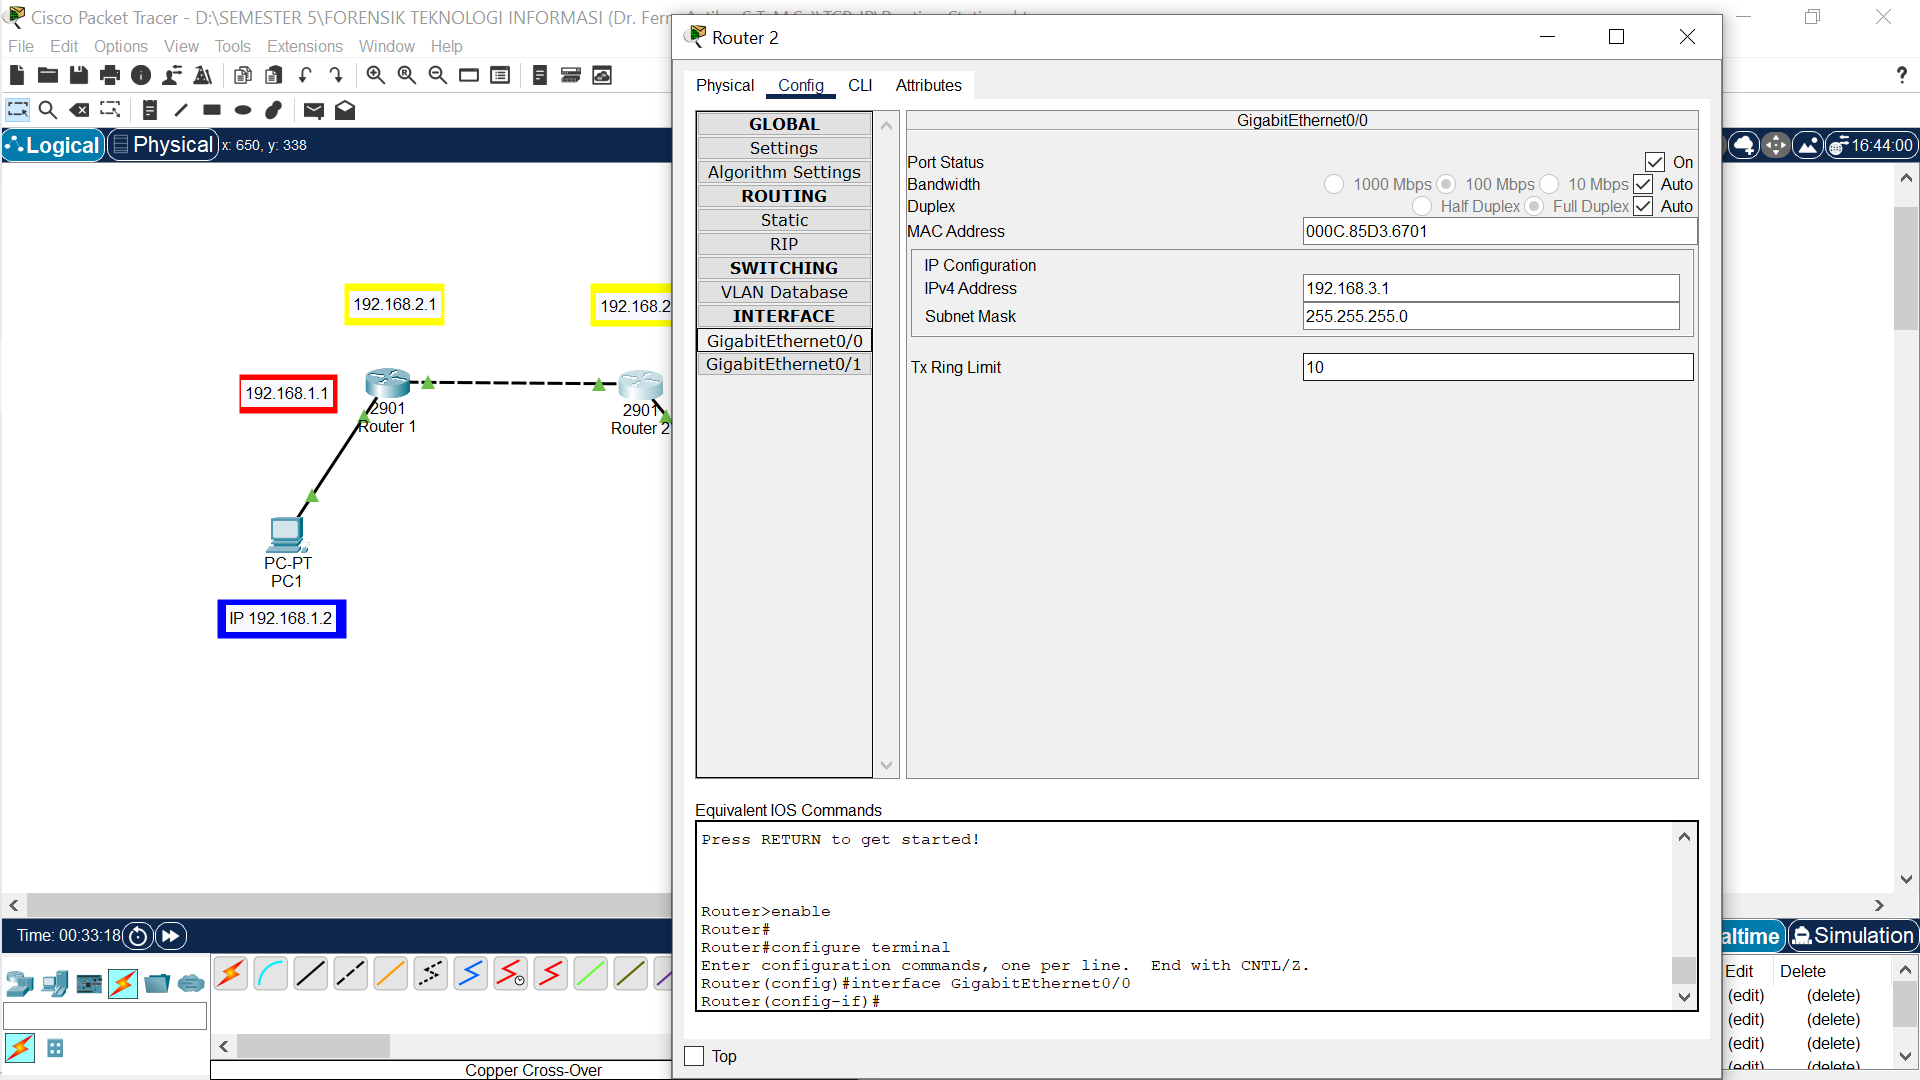 Cisco Packet Tracer - D:\SEMESTER 5\FORENSIK TEKNOLOGI INFORMASI (Dr. Ferr
File Edit Options View Tools Extensions Window Help
Logical
Physical
x: 650, y: 338
16:44:00
192.168.2.1
192.168.2
192.168.1.1
2901
Router 1
2901
Router 2
PC-PT
PC1
IP 192.168.1.2
Router 2
Physical Config CLI Attributes
GLOBAL
Settings
Algorithm Settings
ROUTING
Static
RIP
SWITCHING
VLAN Database
INTERFACE
GigabitEthernet0/0
GigabitEthernet0/1
GigabitEthernet0/0
Port Status On
Bandwidth 1000 Mbps 100 Mbps 10 Mbps Auto
Duplex Half Duplex Full Duplex Auto
MAC Address 000C.85D3.6701
IP Configuration
IPv4 Address 192.168.3.1
Subnet Mask 255.255.255.0
Tx Ring Limit 10
Equivalent IOS Commands
Press RETURN to get started!
Router>enable
Router#
Router#configure terminal
Enter configuration commands, one per line. End with CNTL/Z.
Router(config)#interface GigabitEthernet0/0
Router(config-if)#
Top
Time: 00:33:18
altime
Simulation
Edit Delete
(edit) (delete)
(edit) (delete)
(edit) (delete)
(edit) (delete)
Copper Cross-Over